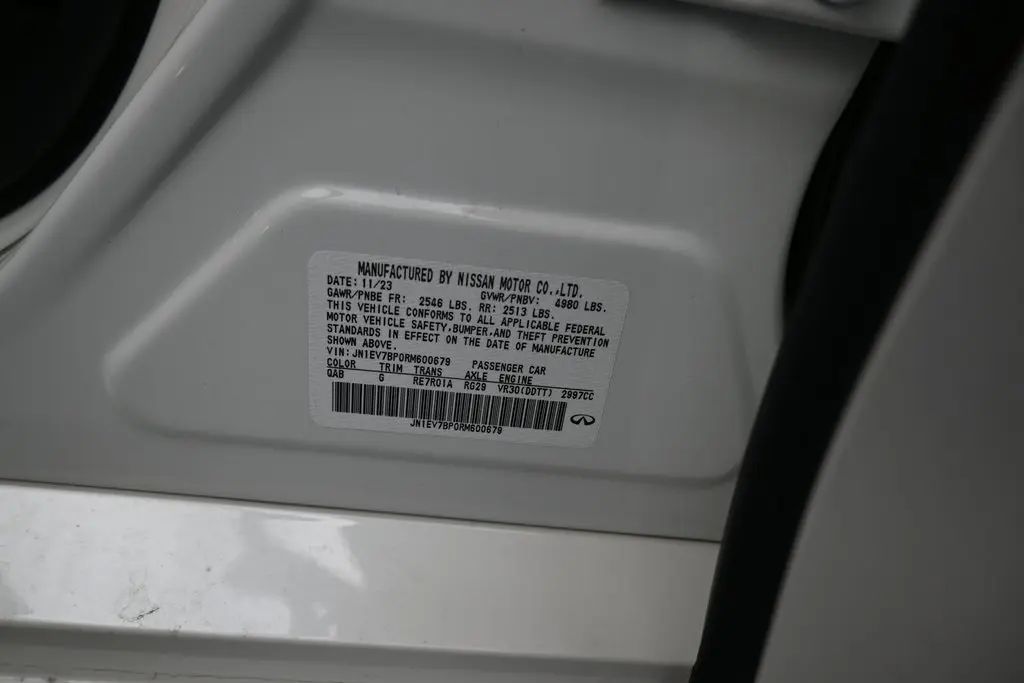 MANUFACTURED BY NISSAN MOTOR CO.,LTD.
DATE: 11/23 GVWR/PNBV: 4980 LBS.
GAWR/PNBE FR: 2546 LBS. RR: 2513 LBS.
THIS VEHICLE CONFORMS TO ALL APPLICABLE FEDERAL
MOTOR VEHICLE SAFETY,BUMPER,AND THEFT PREVENTION
STANDARDS IN EFFECT ON THE DATE OF MANUFACTURE
SHOWN ABOVE.
VIN:JN1EV7BP0RM600679 PASSENGER CAR
COLOR TRIM TRANS AXLE ENGINE
QAB G RE7R01A RG29 VR30(DDTT) 2997CC
JN1EV7BP0RM600679